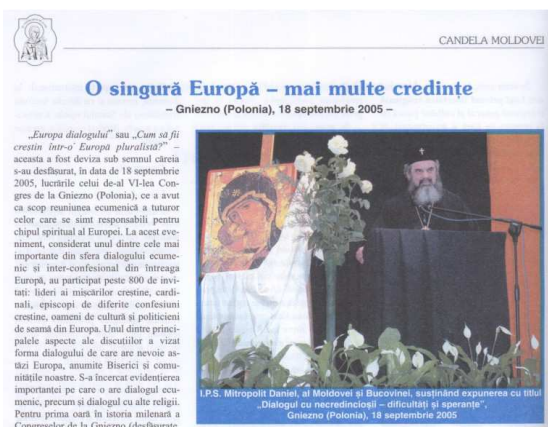 CANDELA MOLDOVEI
O singură Europă – mai multe credințe
– Gniezno (Polonia), 18 septembrie 2005 –
„Europa dialogului” sau „Cum să fii
creștin într-o Europă pluralistă?” –
aceasta a fost deviza sub semnul căreia
s-au desfășurat, în data de 18 septembrie
2005, lucrările celui de-al VI-lea Con-
gres de la Gniezno (Polonia), ce a avut
ca scop reuniunea ecumenică a tuturor
celor care se simt responsabili pentru
chipul spiritual al Europei. La acest eve-
niment, considerat unul dintre cele mai
importante din sfera dialogului ecume-
nic și inter-confesional din întreaga
Europă, au participat peste 800 de invi-
tați: lideri ai mișcărilor creștine, cardi-
nali, episcopi de diferite confesiuni
creștine, oameni de cultură și politicieni
de seamă din Europa. Unul dintre princi-
palele aspecte ale discuțiilor a vizat
forma dialogului de care are nevoie as-
tăzi Europa, anumite Biserici și comu-
nitățile noastre. S-a încercat evidențierea
importanței pe care o are dialogul ecu-
menic, precum și dialogul cu alte religii.
Pentru prima oară în istoria milenară a
Congreselor de la Gniezno (desfășurate
I.P.S. Mitropolit Daniel, al Moldovei și Bucovinei, susținând expunerea cu titlul
„Dialogul cu necredincioșii – dificultăți și speranțe”,
Gniezno (Polonia), 18 septembrie 2005